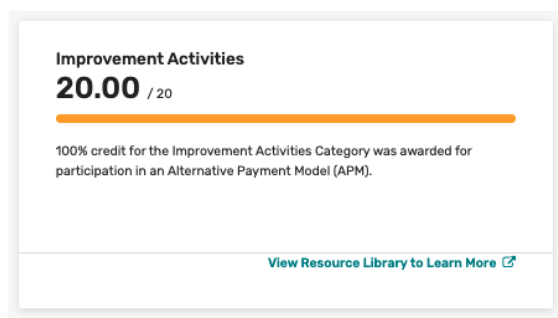 Improvement Activities
20.00 / 20
100% credit for the Improvement Activities Category was awarded for
participation in an Alternative Payment Model (APM).
View Resource Library to Learn More